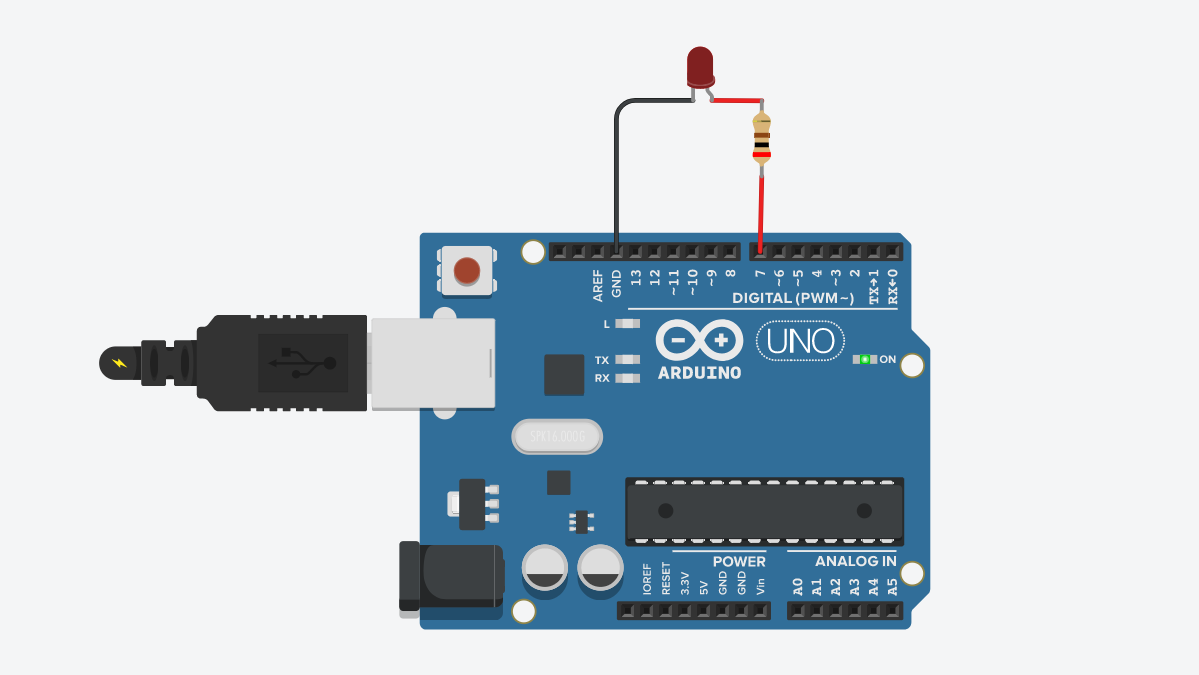 AREF
GND
13
12
~11
~10
~9
8
7
~6
~5
4
~3
2
TX→1
RX←0
DIGITAL (PWM~)
L
TX
RX
UNO
ARDUINO
ON
SPK16.000G
POWER
ANALOG IN
IOREF
RESET
3.3V
5V
GND
GND
Vin
A0
A1
A2
A3
A4
A5